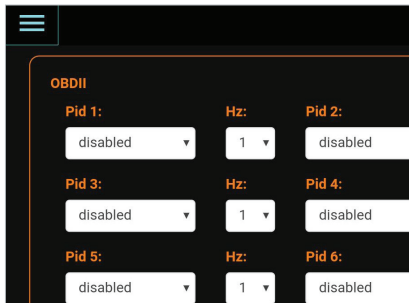 OBDII
Pid 1: Hz: Pid 2:
disabled 1 disabled
Pid 3: Hz: Pid 4:
disabled 1 disabled
Pid 5: Hz: Pid 6:
disabled 1 disabled